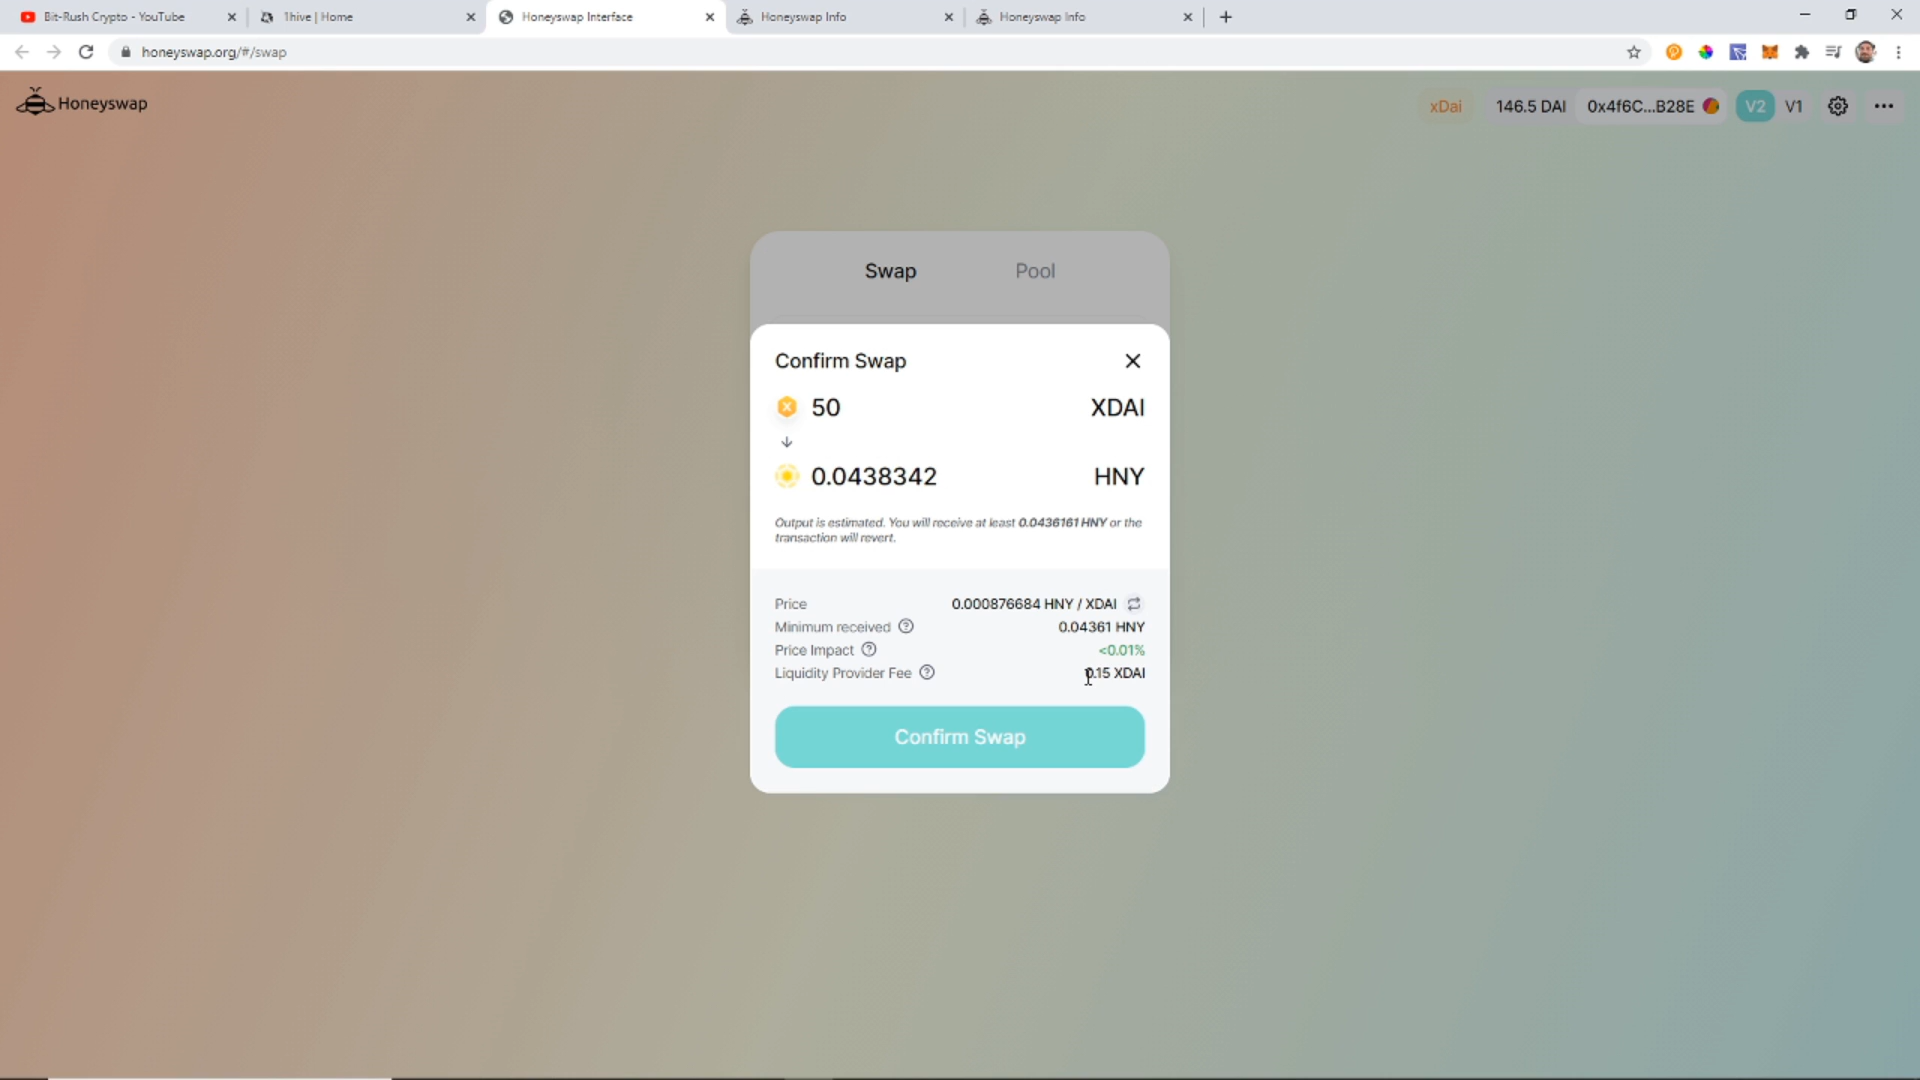 Bit-Rush Crypto - YouTube
1hive | Home
Honeyswap Interface
Honeyswap Info
Honeyswap Info
honeyswap.org/#/swap
Honeyswap
xDai
146.5 DAI
0x4f6C...B28E
V2
V1
Swap
Pool
Confirm Swap
50 XDAI
0.0438342 HNY
Output is estimated. You will receive at least 0.0436161 HNY or the
transaction will revert.
Price 0.000876684 HNY / XDAI
Minimum received ? 0.04361 HNY
Price Impact ? <0.01%
Liquidity Provider Fee ? 0.15 XDAI
Confirm Swap